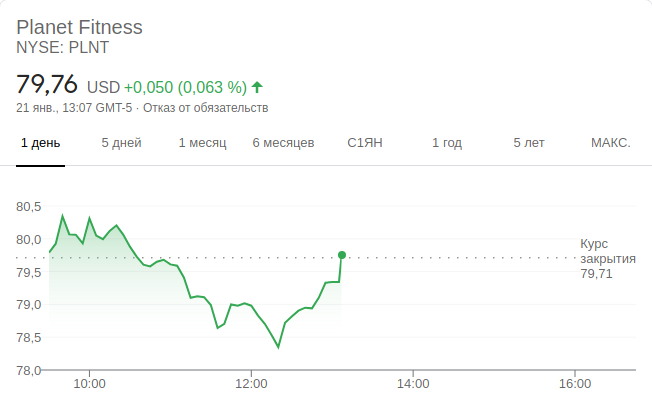 Planet Fitness
NYSE: PLNT
79,76 USD +0,050 (0,063 %)
21 янв., 13:07 GMT-5 · Отказ от обязательств
1 день 5 дней 1 месяц 6 месяцев С1ЯН 1 год 5 лет МАКС.
80,5
80,0
79,5
79,0
78,5
78,0
Курс
закрытия
79,71
10:00 12:00 14:00 16:00